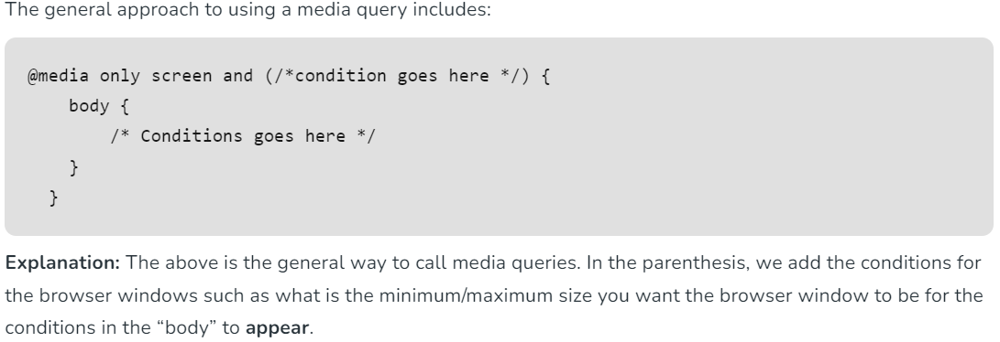 The general approach to using a media query includes:
@media only screen and (/*condition goes here */) {
body {
/* Conditions goes here */
}
}
Explanation: The above is the general way to call media queries. In the parenthesis, we add the conditions for
the browser windows such as what is the minimum/maximum size you want the browser window to be for the
conditions in the “body” to appear.